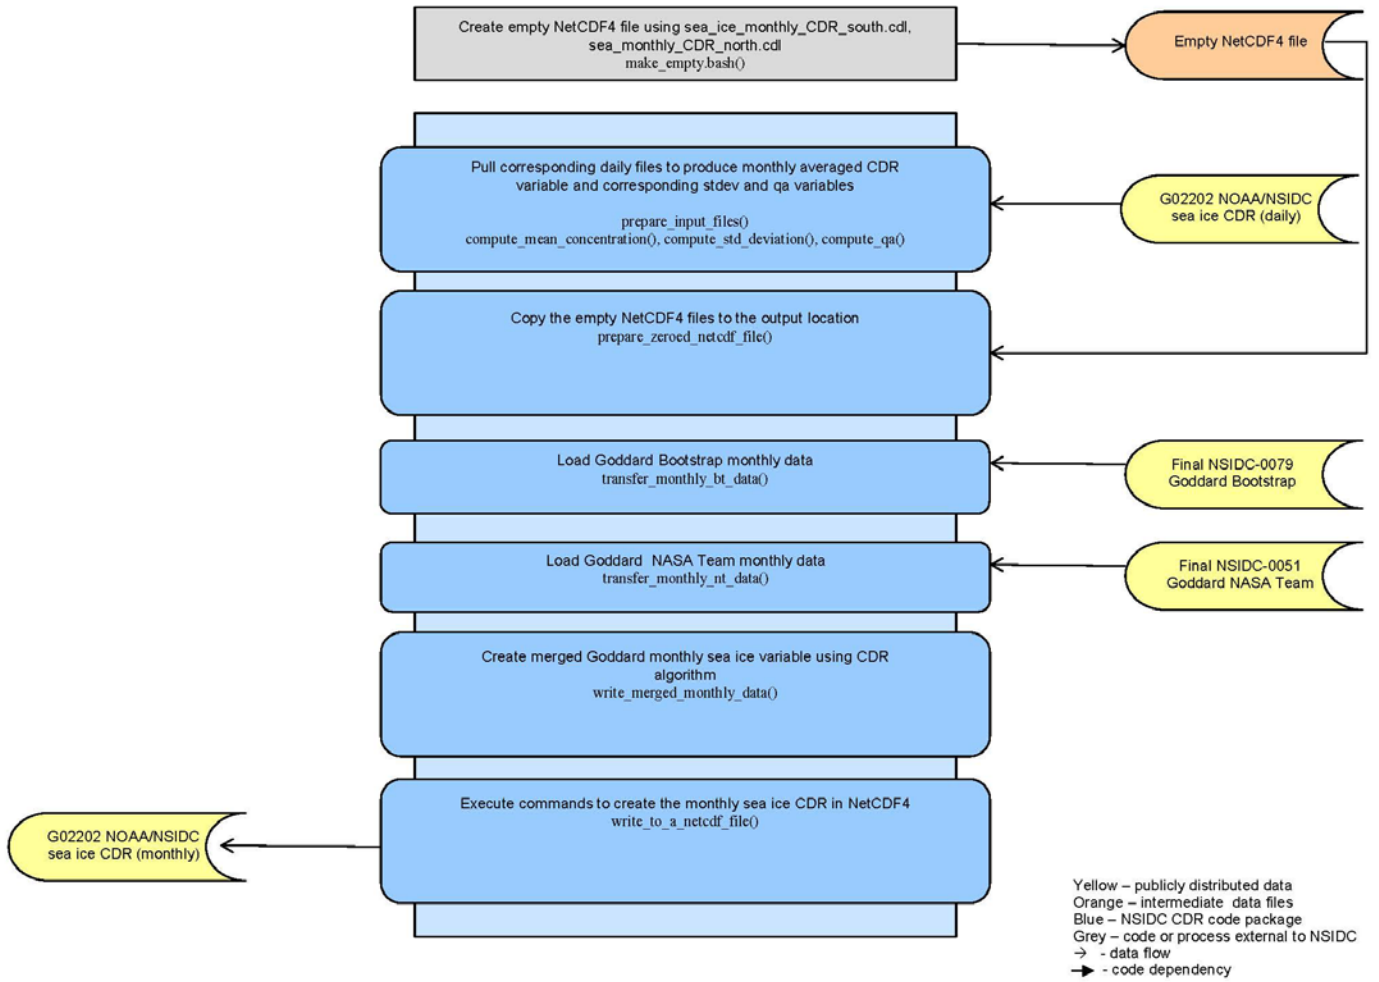 Create empty NetCDF4 file using sea_ice_monthly_CDR_south.cdl,
sea_monthly_CDR_north.cdl
make_empty.bash()
Empty NetCDF4 file
Pull corresponding daily files to produce monthly averaged CDR
variable and corresponding stdev and qa variables
prepare_input_files()
compute_mean_concentration(), compute_std_deviation(), compute_qa()
G02202 NOAA/NSIDC
sea ice CDR (daily)
Copy the empty NetCDF4 files to the output location
prepare_zeroed_netcdf_file()
Load Goddard Bootstrap monthly data
transfer_monthly_bt_data()
Final NSIDC-0079
Goddard Bootstrap
Load Goddard NASA Team monthly data
transfer_monthly_nt_data()
Final NSIDC-0051
Goddard NASA Team
Create merged Goddard monthly sea ice variable using CDR
algorithm
write_merged_monthly_data()
Execute commands to create the monthly sea ice CDR in NetCDF4
write_to_a_netcdf_file()
G02202 NOAA/NSIDC
sea ice CDR (monthly)
Yellow – publicly distributed data
Orange – intermediate data files
Blue – NSIDC CDR code package
Grey – code or process external to NSIDC
→ - data flow
→ - code dependency